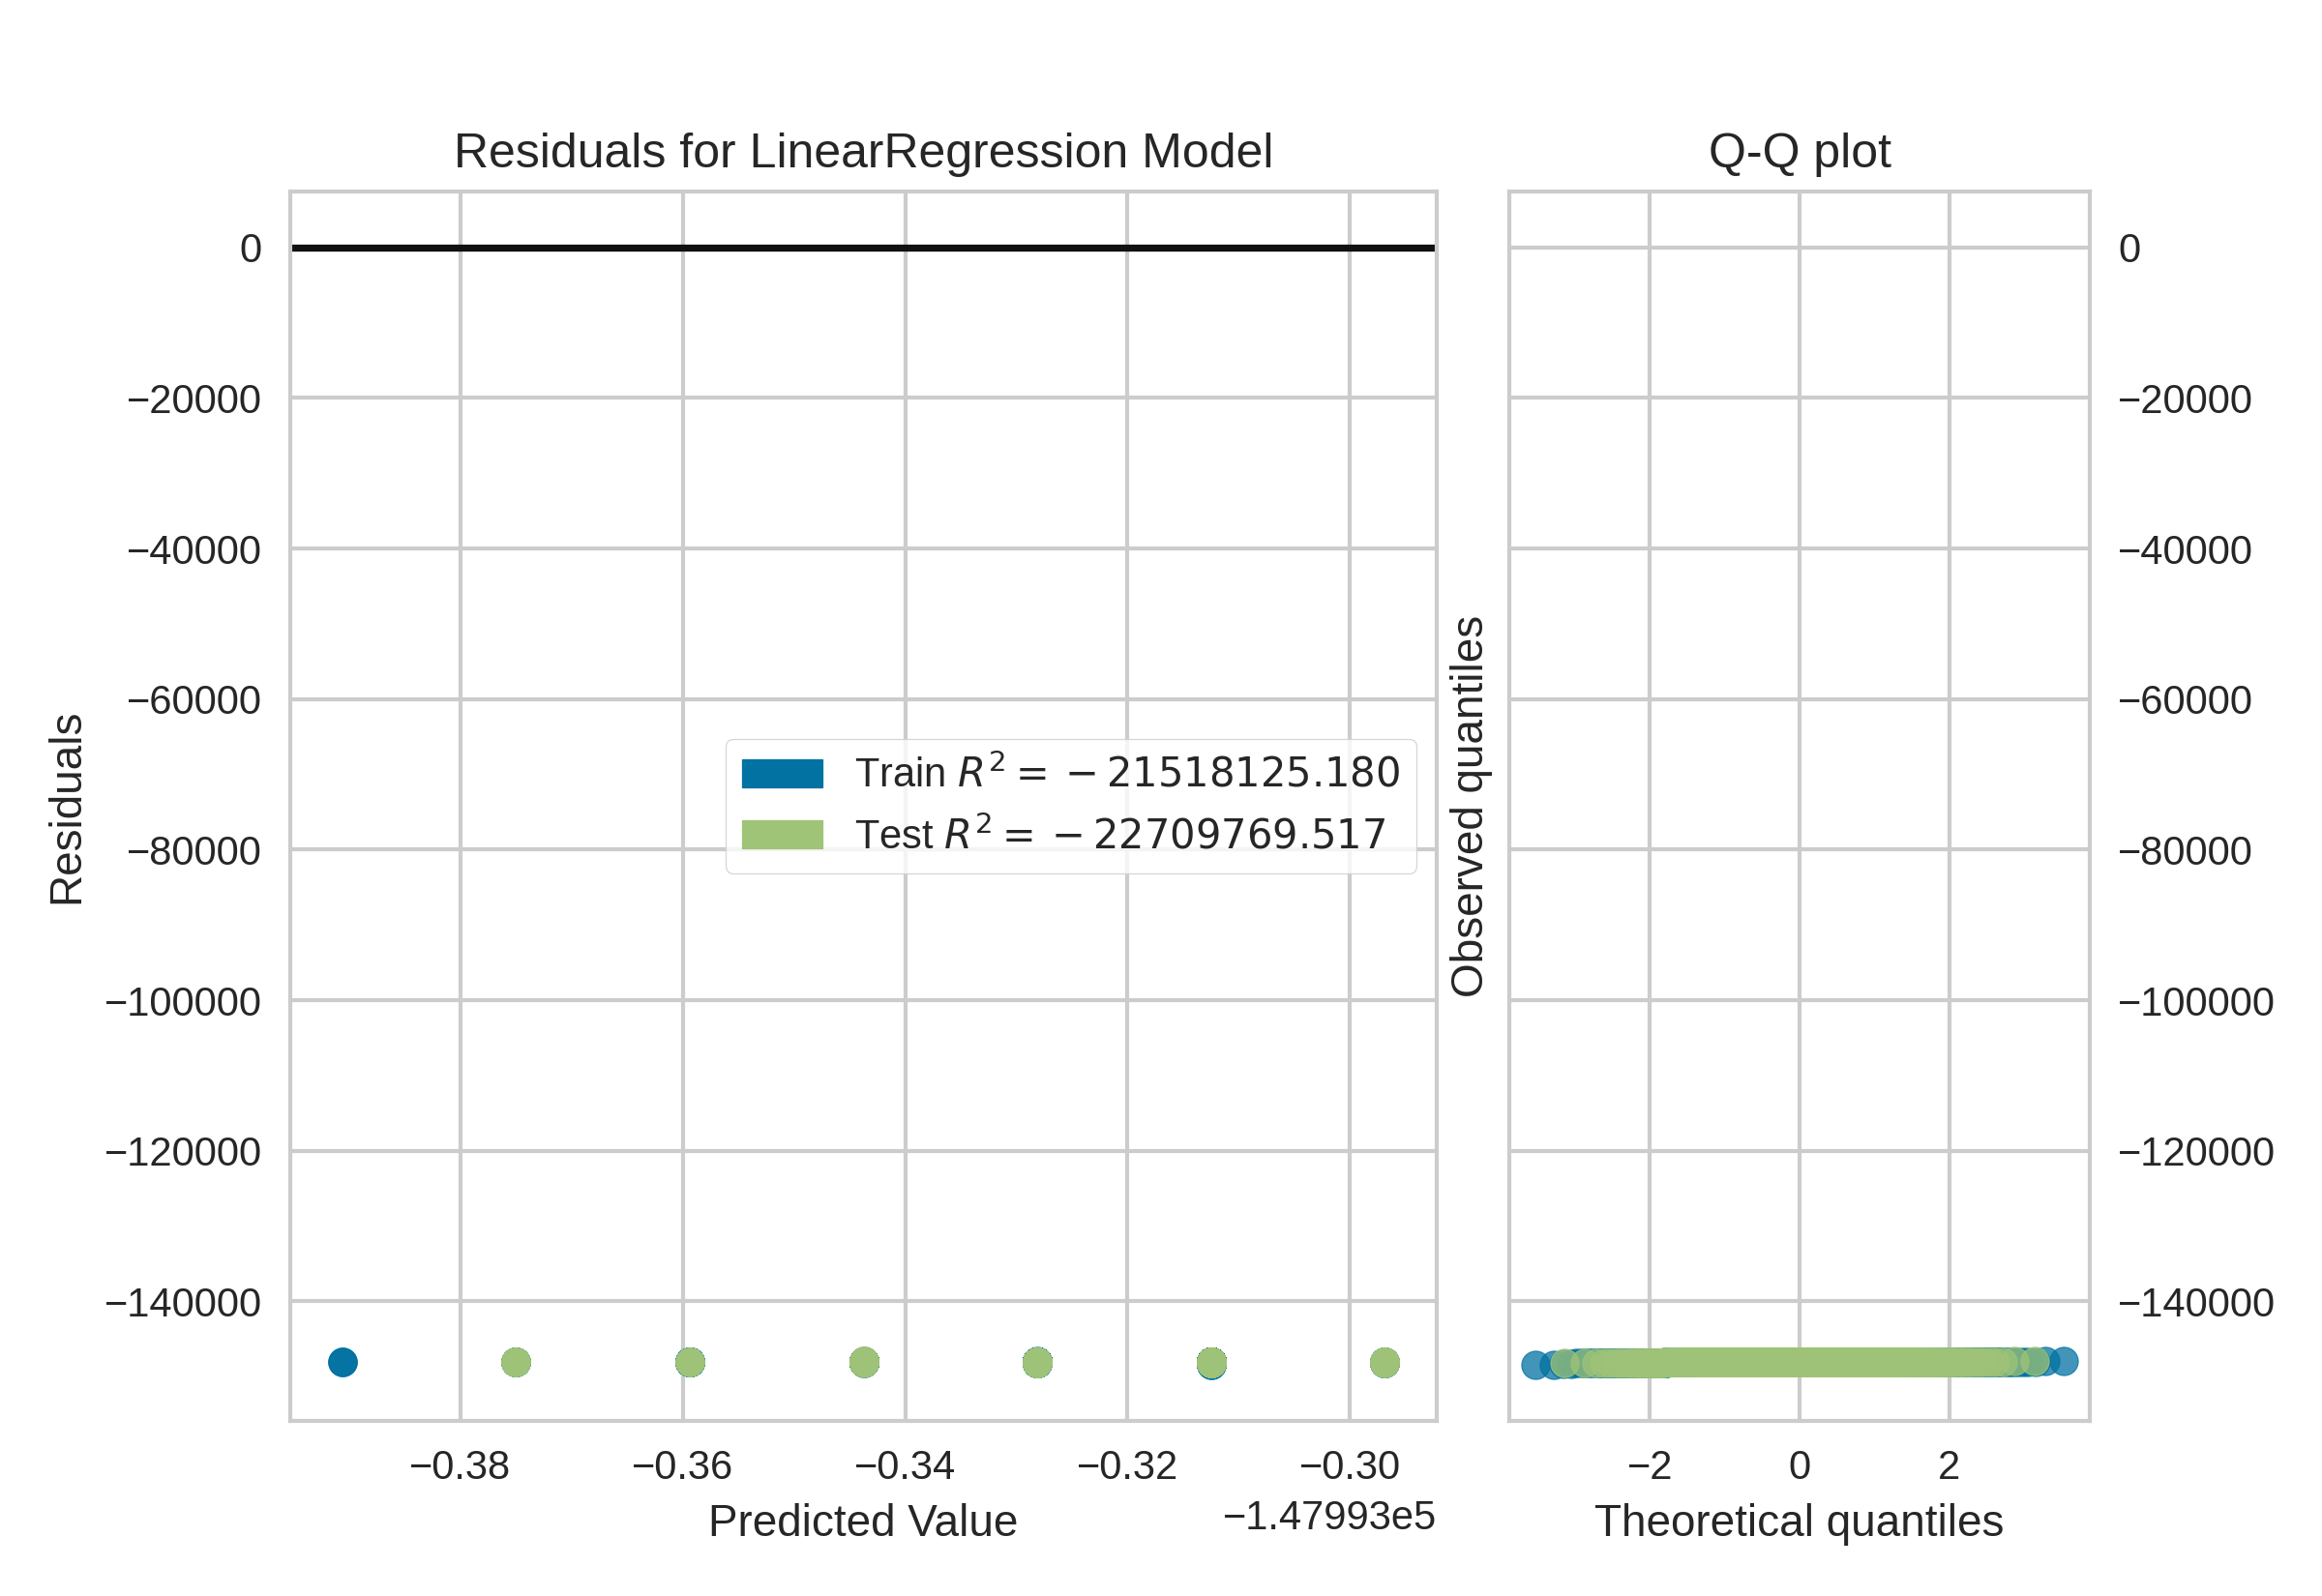 Residuals for LinearRegression Model
Q-Q plot
0
−20000
−40000
−60000
−80000
−100000
−120000
−140000
Residuals
Train R² = −21518125.180
Test R² = −22709769.517
−0.38
−0.36
−0.34
−0.32
−0.30
−1.47993e5
Predicted Value
Observed quantiles
0
−20000
−40000
−60000
−80000
−100000
−120000
−140000
−2
0
2
Theoretical quantiles